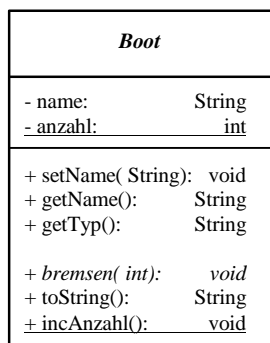 Boot
- name: String
- anzahl: int
+ setName( String): void
+ getName(): String
+ getTyp(): String
+ bremsen( int): void
+ toString(): String
+ incAnzahl(): void